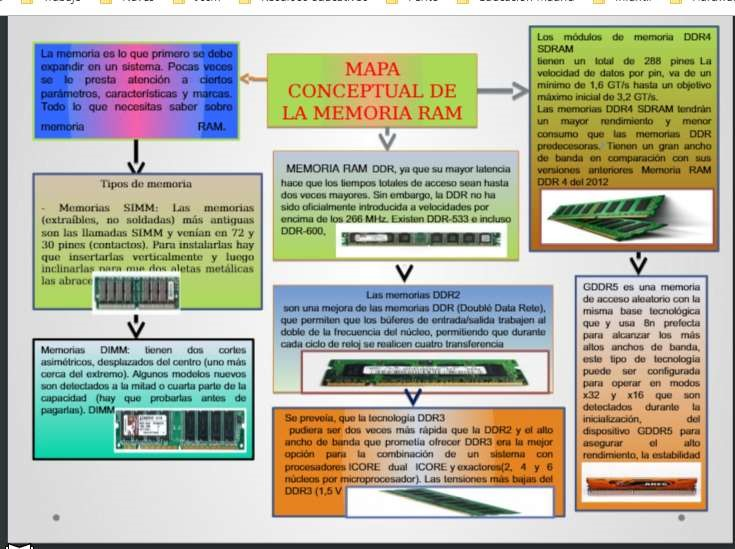 MAPA
CONCEPTUAL DE
LA MEMORIA RAM
La memoria es lo que primero se debe
expandir en un sistema. Pocas veces
se le presta atención a ciertos
parámetros, características y marcas.
Todo lo que necesitas saber sobre
memoria RAM.
Tipos de memoria
- Memorias SIMM: Las memorias
(extraíbles, no soldadas) más antiguas
son las llamadas SIMM y venían en 72 y
30 pines (contactos). Para instalarlas hay
que insertarlas verticalmente y luego
inclinarlas para que dos aletas metálicas
las abrace
Memorias DIMM: tienen dos cortes
asimétricos, desplazados del centro (uno más
cerca del extremo). Algunos modelos nuevos
son detectados a la mitad o cuarta parte de la
capacidad (hay que probarlas antes de
pagarlas). DIMM
MEMORIA RAM DDR, ya que su mayor latencia
hace que los tiempos totales de acceso sean hasta
dos veces mayores. Sin embargo, la DDR no ha
sido oficialmente introducida a velocidades por
encima de los 266 MHz. Existen DDR-533 e incluso
DDR-600,
Las memorias DDR2
son una mejora de las memorias DDR (Doublé Data Rete),
que permiten que los búferes de entrada/salida trabajen al
doble de la frecuencia del núcleo, permitiendo que durante
cada ciclo de reloj se realicen cuatro transferencia
Se preveía, que la tecnología DDR3
pudiera ser dos veces más rápida que la DDR2 y el alto
ancho de banda que prometía ofrecer DDR3 era la mejor
opción para la combinación de un sistema con
procesadores ICORE dual ICORE y exactores(2, 4 y 6
núcleos por microprocesador). Las tensiones más bajas del
DDR3 (1,5 V
Los módulos de memoria DDR4
SDRAM
tienen un total de 288 pines La
velocidad de datos por pin, va de un
mínimo de 1,6 GT/s hasta un objetivo
máximo inicial de 3,2 GT/s.
Las memorias DDR4 SDRAM tendrán
un mayor rendimiento y menor
consumo que las memorias DDR
predecesoras. Tienen un gran ancho
de banda en comparación con sus
versiones anteriores Memoria RAM
DDR 4 del 2012
GDDR5 es una memoria
de acceso aleatorio con la
misma base tecnológica
que y usa 8n prefecta
para alcanzar los más
altos anchos de banda,
este tipo de tecnología
puede ser configurada
para operar en modos
x32 y x16 que son
detectados durante la
inicialización, del
dispositivo GDDR5 para
asegurar el alto
rendimiento, la estabilidad
ARES